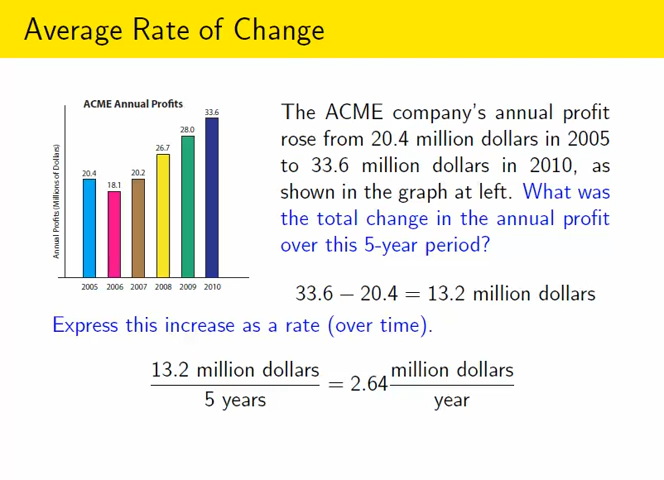 Average Rate of Change
ACME Annual Profits
33.6
28.0
26.7
20.4
18.1
20.2
Annual Profits (Millions of Dollars)
2005 2006 2007 2008 2009 2010
The ACME company's annual profit
rose from 20.4 million dollars in 2005
to 33.6 million dollars in 2010, as
shown in the graph at left. What was
the total change in the annual profit
over this 5-year period?
33.6 − 20.4 = 13.2 million dollars
Express this increase as a rate (over time).
13.2 million dollars
5 years
= 2.64
million dollars
year